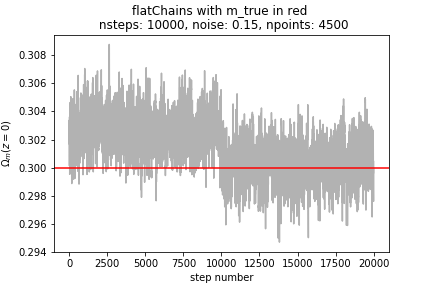 flatChains with m_true in red
nsteps: 10000, noise: 0.15, npoints: 4500
0.308
0.306
0.304
0.302
0.300
0.298
0.296
0.294
Ωm(z = 0)
0 2500 5000 7500 10000 12500 15000 17500 20000
step number